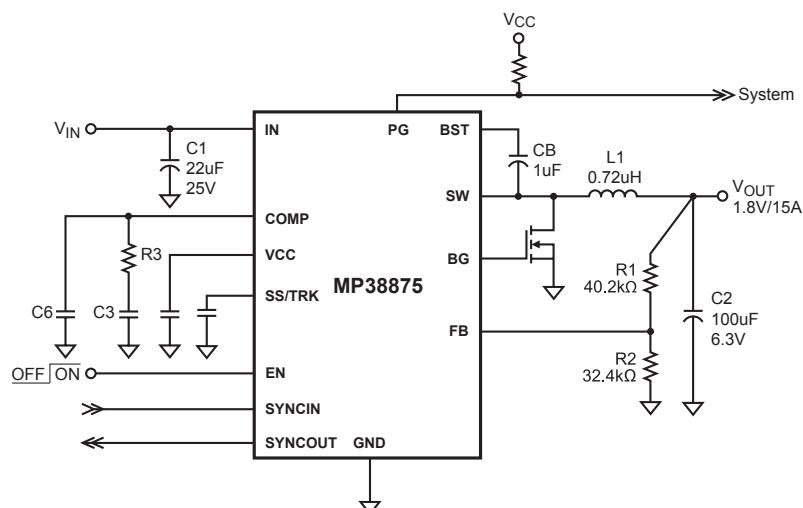 VCC
System
VIN
C1
22uF
25V
IN
PG
BST
CB
1uF
L1
0.72uH
VOUT
1.8V/15A
SW
COMP
R3
VCC
BG
MP38875
SS/TRK
R1
40.2kΩ
C6
C3
C2
100uF
6.3V
FB
R2
32.4kΩ
OFF ON
EN
SYNCIN
SYNCOUT
GND